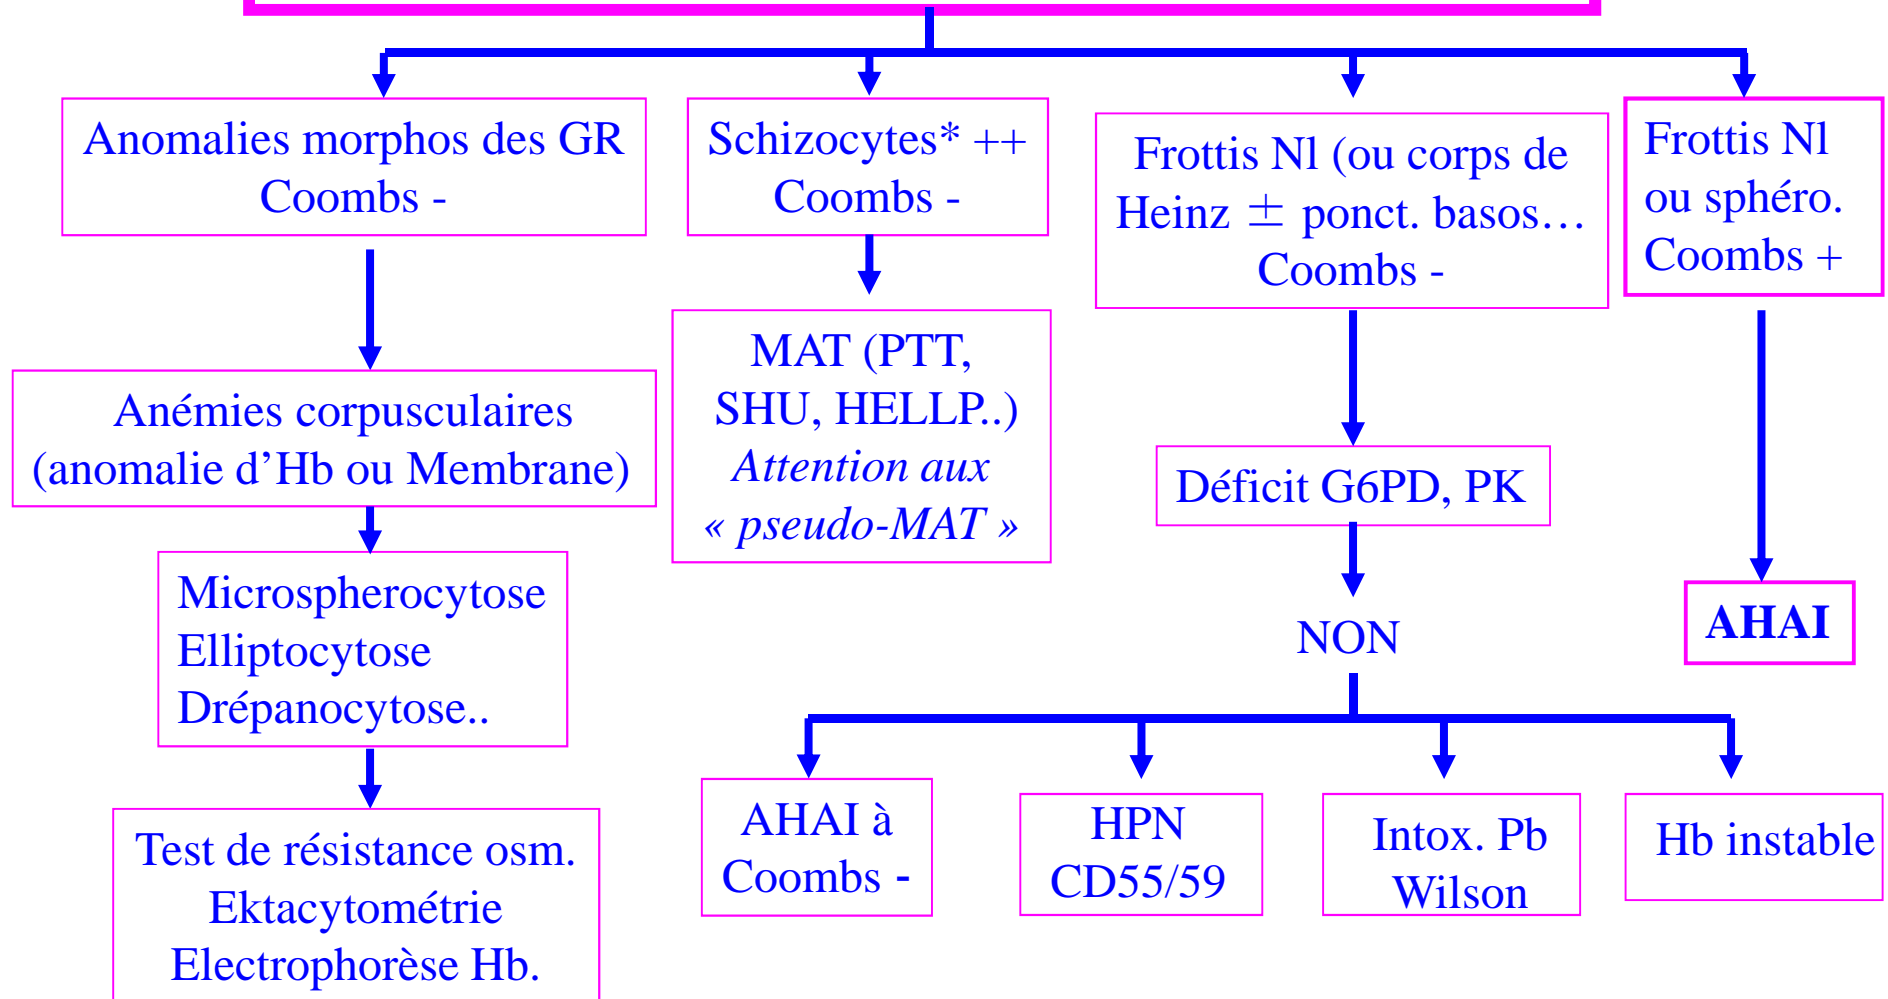 Anomalies morphos des GR
Coombs -
Schizocytes* ++
Coombs -
Frottis Nl (ou corps de
Heinz ± ponct. basos…
Coombs -
Frottis Nl
ou sphéro.
Coombs +
Anémies corpusculaires
(anomalie d’Hb ou Membrane)
MAT (PTT,
SHU, HELLP..)
Attention aux
« pseudo-MAT »
Déficit G6PD, PK
AHAI
Microspherocytose
Elliptocytose
Drépanocytose..
NON
Test de résistance osm.
Ektacytométrie
Electrophorèse Hb.
AHAI à
Coombs -
HPN
CD55/59
Intox. Pb
Wilson
Hb instable